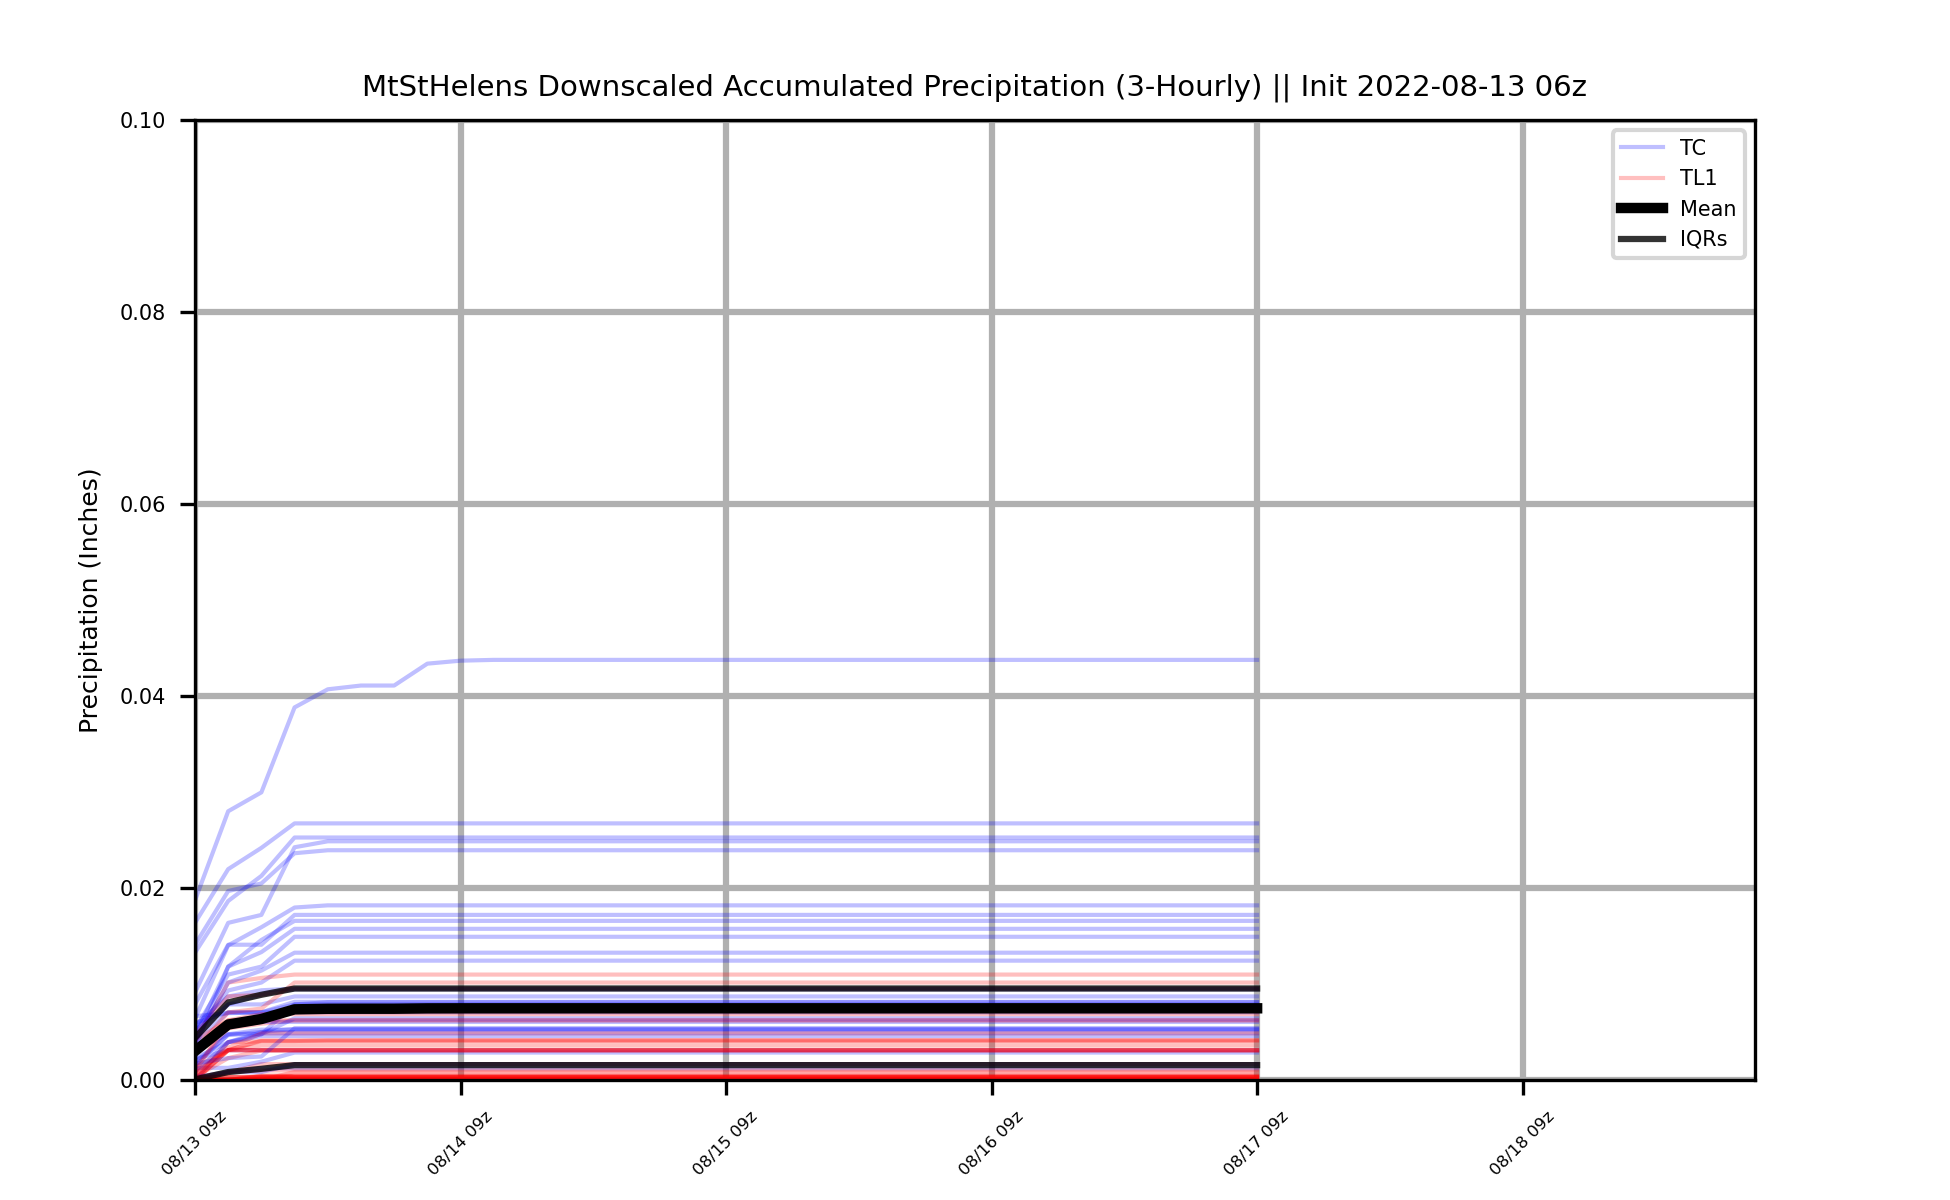 MtStHelens Downscaled Accumulated Precipitation (3-Hourly) || Init 2022-08-13 06z
TC
TL1
Mean
IQRs
Precipitation (Inches)
0.10
0.08
0.06
0.04
0.02
0.00
08/13 09z
08/14 09z
08/15 09z
08/16 09z
08/17 09z
08/18 09z